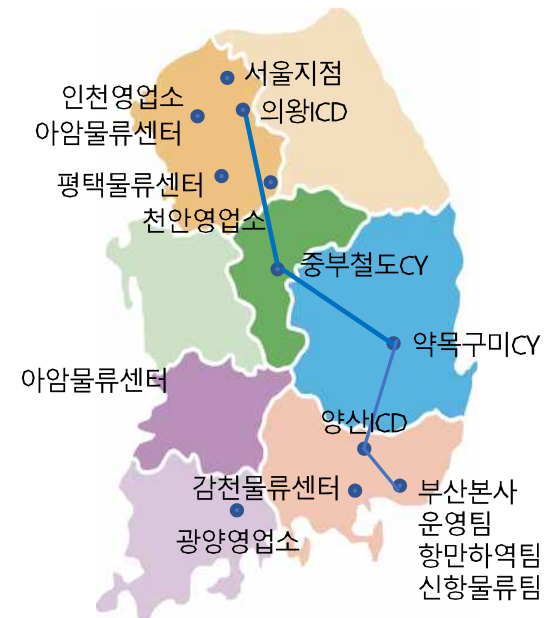 서울지점
인천영업소
의왕ICD
아암물류센터
평택물류센터
천안영업소
중부철도CY
약목구미CY
아암물류센터
양산ICD
감천물류센터
부산본사
운영팀
광양영업소
항만하역팀
신항물류팀